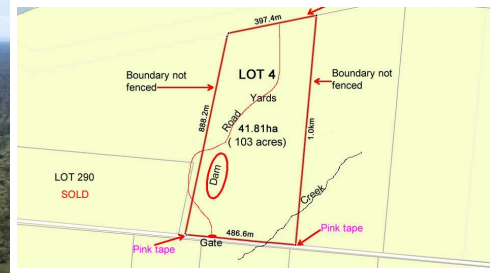 397.4m
Boundary not
fenced
LOT 4
Boundary not
fenced
Yards
Road
888.2m
41.81ha
( 103 acres)
1.0km
Dam
LOT 290
SOLD
Creek
486.6m
Gate
Pink tape
Pink tape